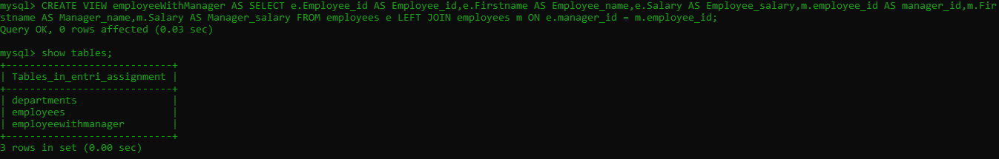 mysql> CREATE VIEW employeeWithManager AS SELECT e.Employee_id AS Employee_id,e.Firstname AS Employee_name,e.Salary AS Employee_salary,m.employee_id AS manager_id,m.Fir
stname AS Manager_name,m.Salary AS Manager_salary FROM employees e LEFT JOIN employees m ON e.manager_id = m.employee_id;
Query OK, 0 rows affected (0.03 sec)

mysql> show tables;
+----------------------------+
| Tables_in_entri_assignment |
+----------------------------+
| departments                |
| employees                  |
| employeewithmanager        |
+----------------------------+
3 rows in set (0.00 sec)